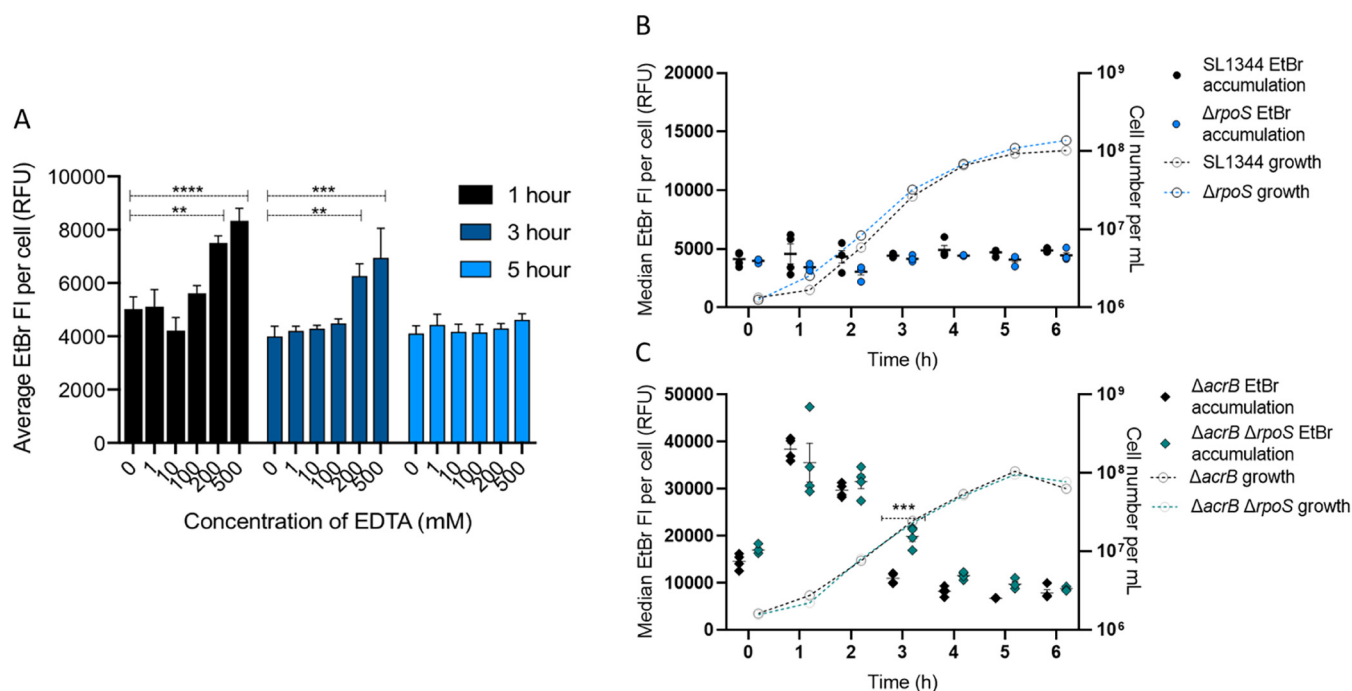 A
Average EtBr FI per cell (RFU)
10000
8000
6000
4000
2000
0
****
**
***
**
1 hour
3 hour
5 hour
0 1 10 100 200 500 0 1 10 100 200 500 0 1 10 100 200 500
Concentration of EDTA (mM)
B
Median EtBr FI per cell (RFU)
20000
15000
10000
5000
0
10⁹
10⁸
10⁷
10⁶
Cell number per mL
0 1 2 3 4 5 6
Time (h)
SL1344 EtBr
accumulation
ΔrpoS EtBr
accumulation
SL1344 growth
ΔrpoS growth
C
Median EtBr FI per cell (RFU)
50000
40000
30000
20000
10000
0
***
10⁹
10⁸
10⁷
10⁶
Cell number per mL
0 1 2 3 4 5 6
Time (h)
ΔacrB EtBr
accumulation
ΔacrB ΔrpoS EtBr
accumulation
ΔacrB growth
ΔacrB ΔrpoS growth